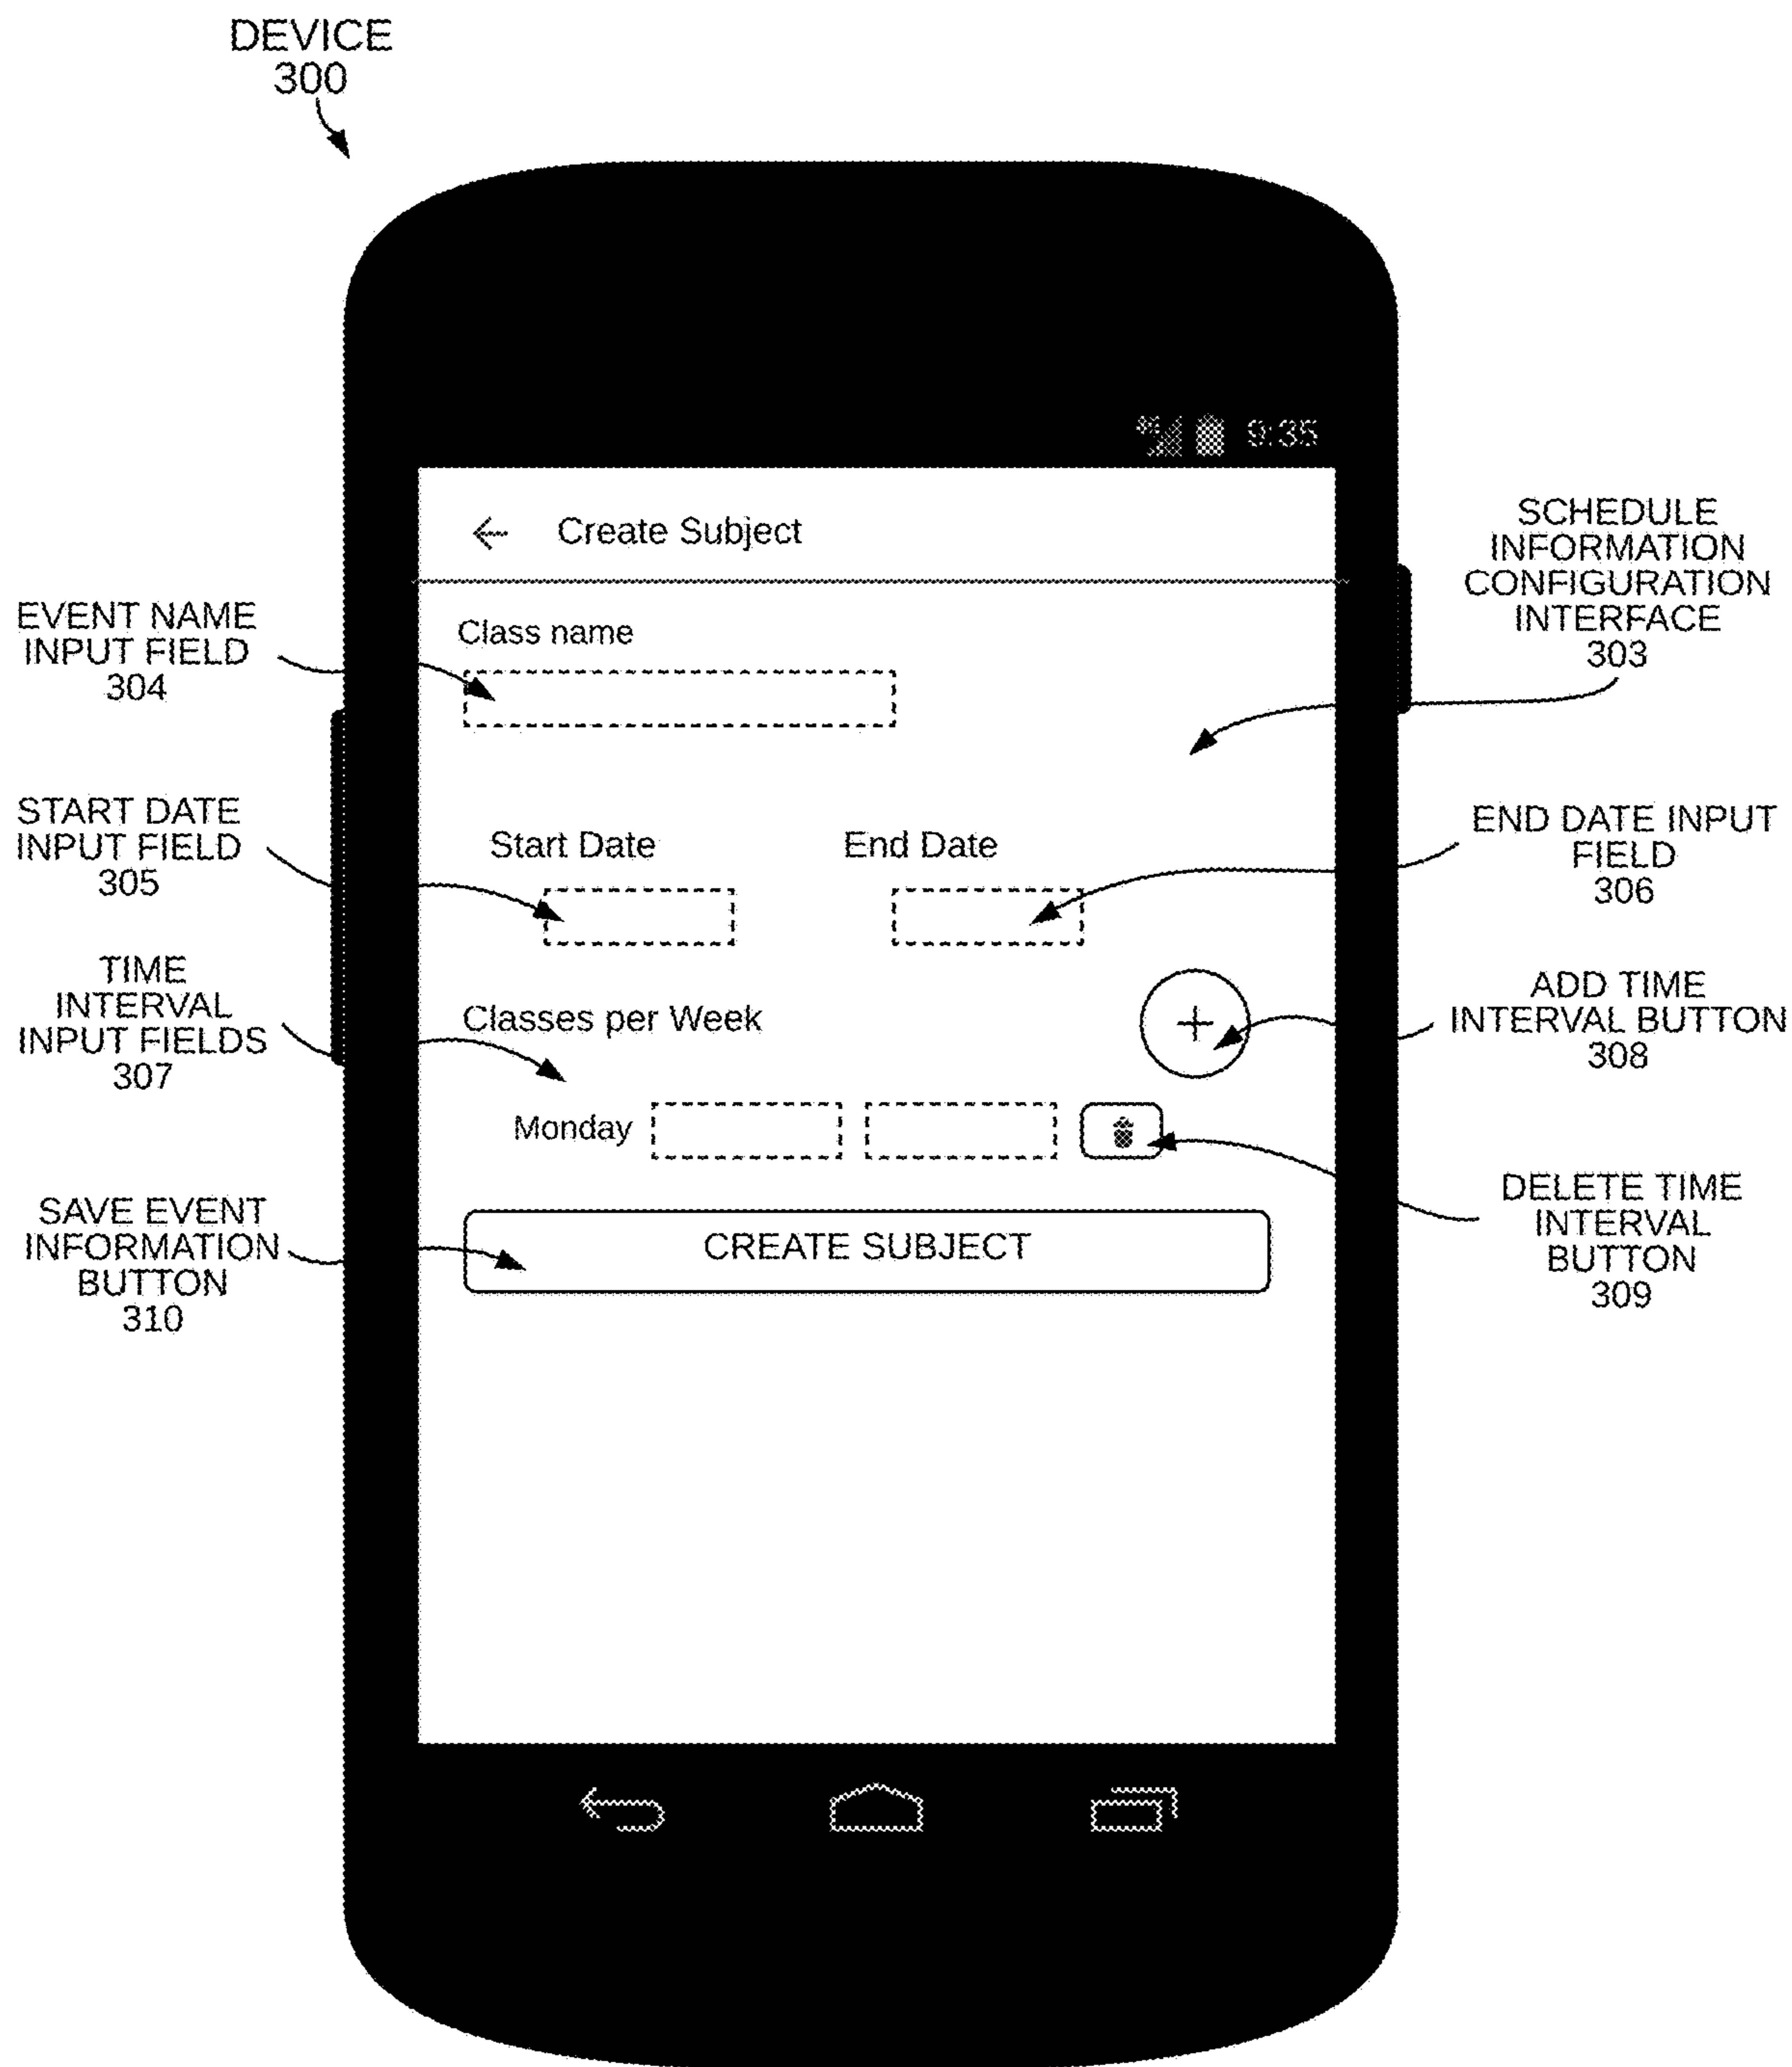 DEVICE
300
9:35
Create Subject
SCHEDULE
INFORMATION
CONFIGURATION
INTERFACE
303
EVENT NAME
INPUT FIELD
304
Class name
START DATE
INPUT FIELD
305
Start Date
End Date
END DATE INPUT
FIELD
306
TIME
INTERVAL
INPUT FIELDS
307
Classes per Week
+
ADD TIME
INTERVAL BUTTON
308
Monday
DELETE TIME
INTERVAL
BUTTON
309
SAVE EVENT
INFORMATION
BUTTON
310
CREATE SUBJECT